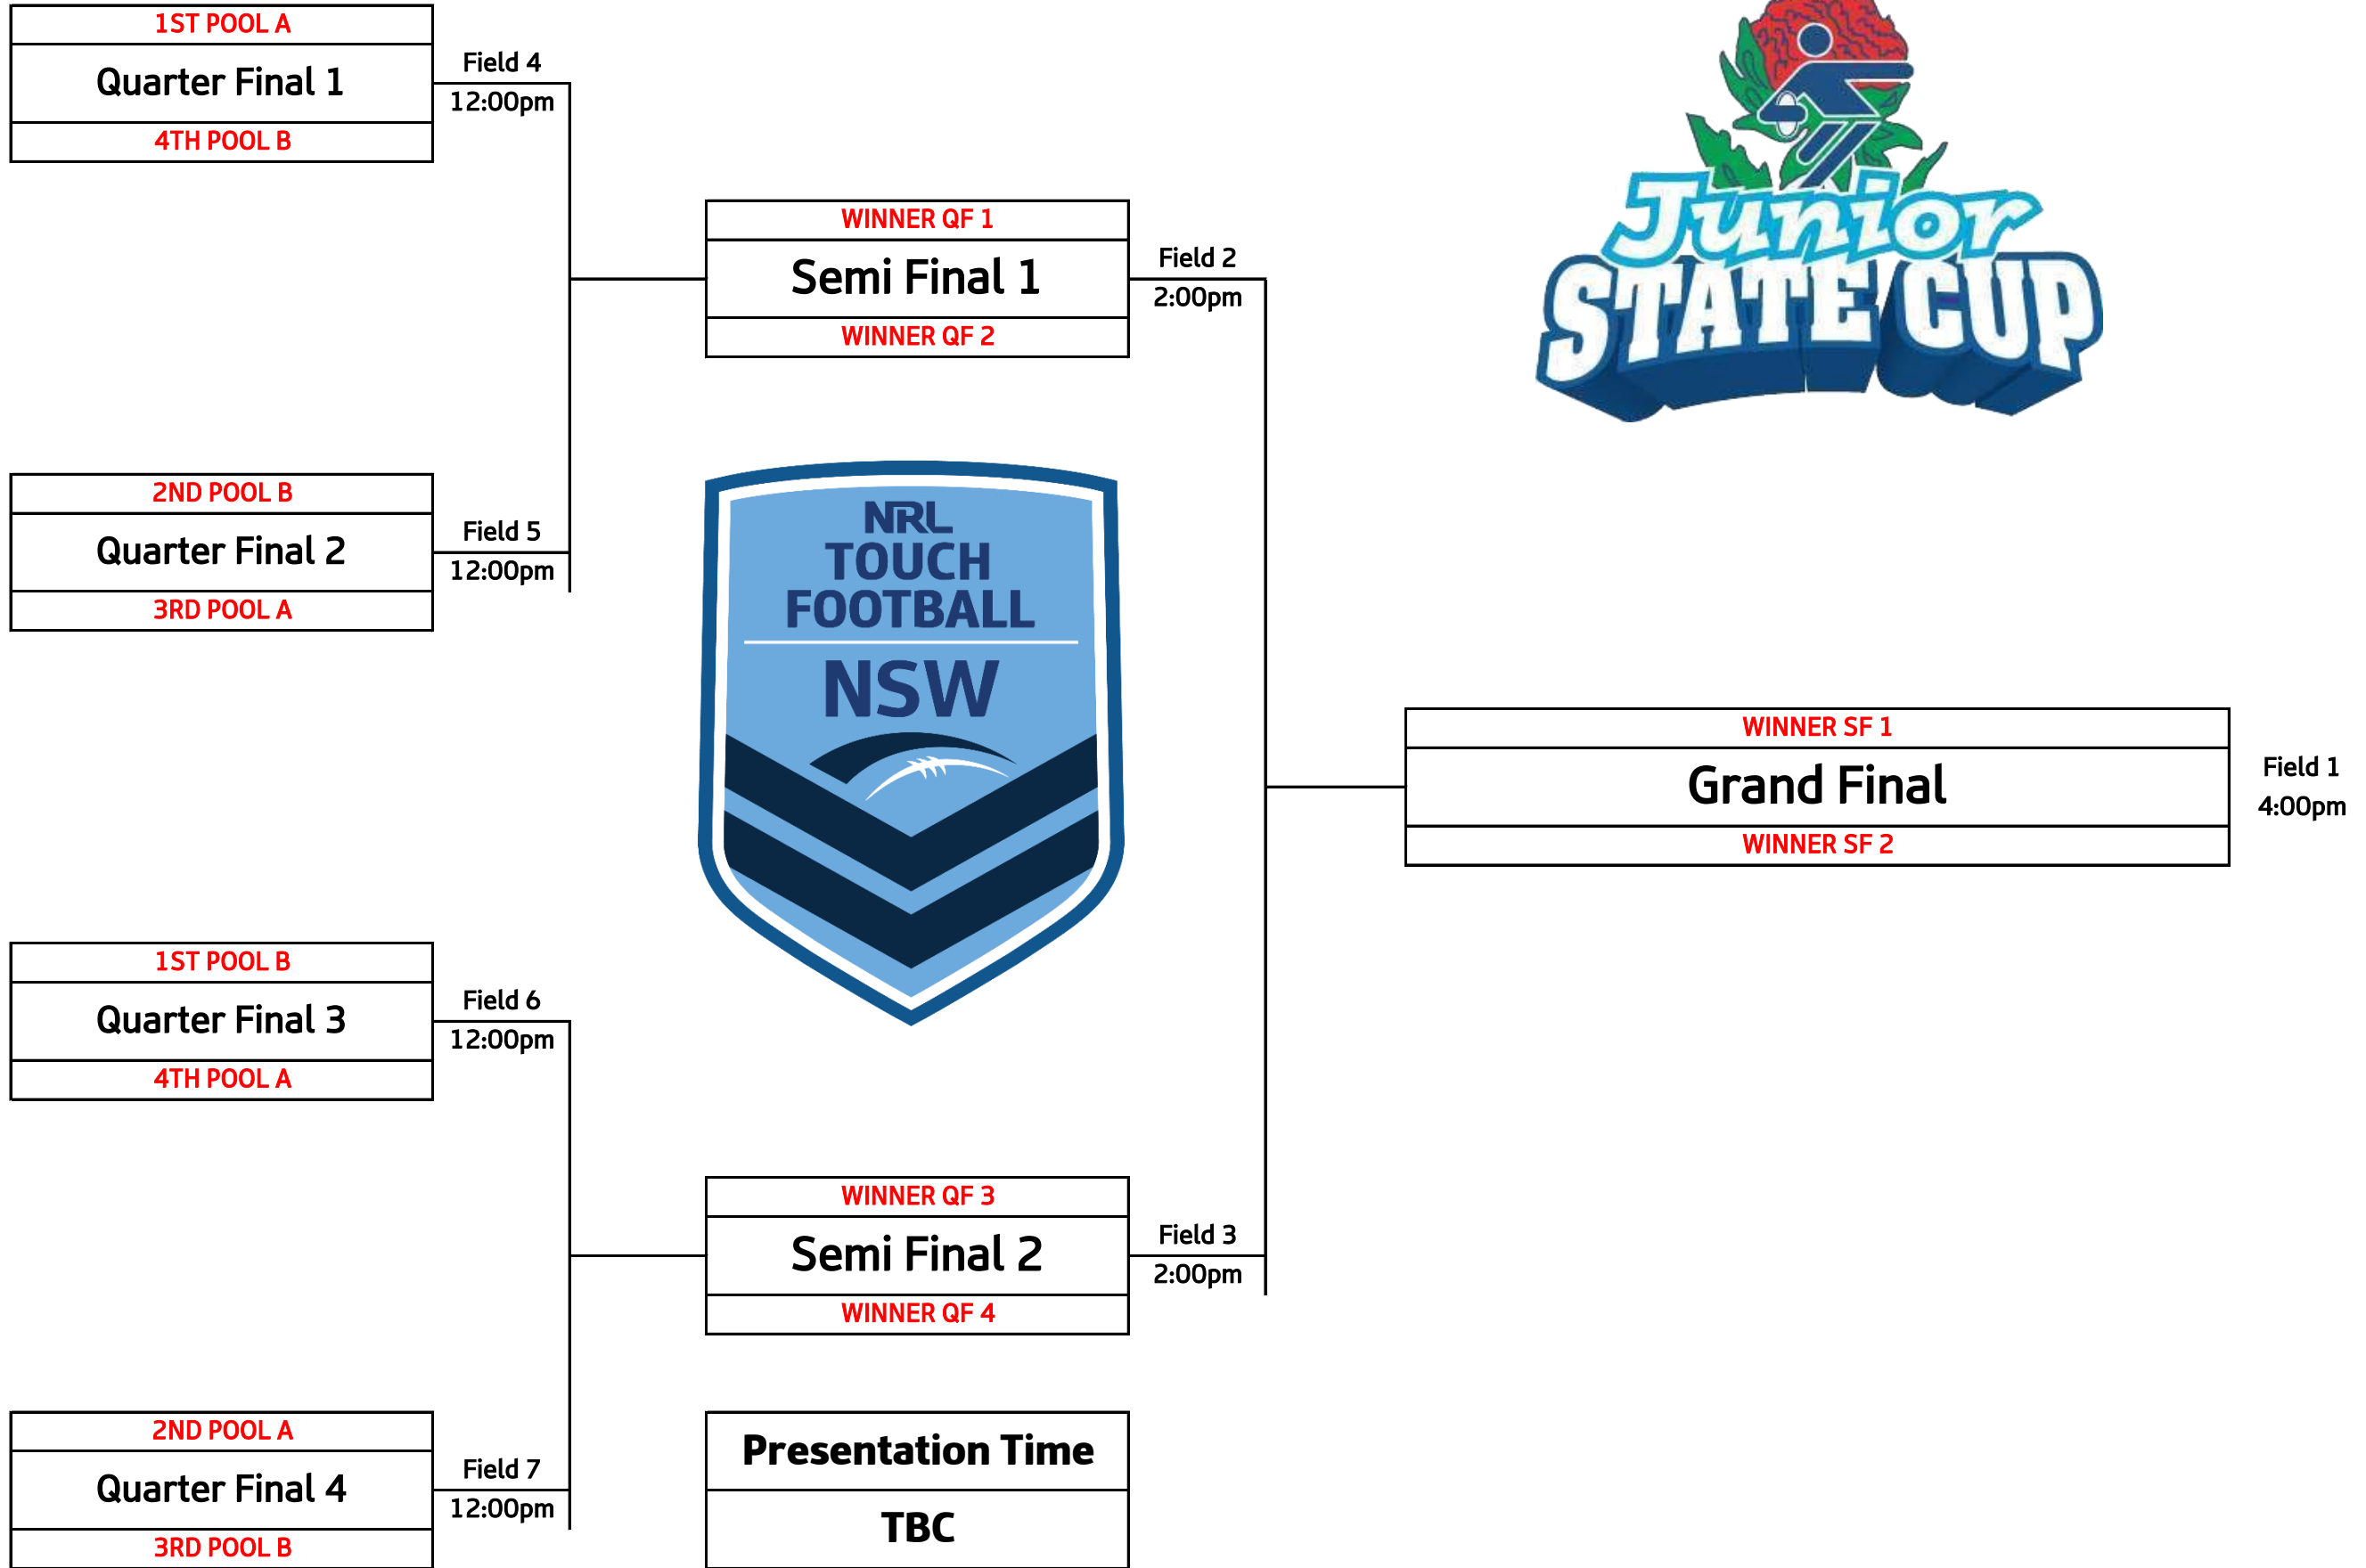 1ST POOL A
Quarter Final 1
4TH POOL B
Field 4
12:00pm
2ND POOL B
Quarter Final 2
3RD POOL A
Field 5
12:00pm
1ST POOL B
Quarter Final 3
4TH POOL A
Field 6
12:00pm
2ND POOL A
Quarter Final 4
3RD POOL B
Field 7
12:00pm
WINNER QF 1
Semi Final 1
WINNER QF 2
Field 2
2:00pm
NRL
TOUCH
FOOTBALL
NSW
WINNER QF 3
Semi Final 2
WINNER QF 4
Field 3
2:00pm
Presentation Time
TBC
Junior
STATE CUP
WINNER SF 1
Grand Final
WINNER SF 2
Field 1
4:00pm